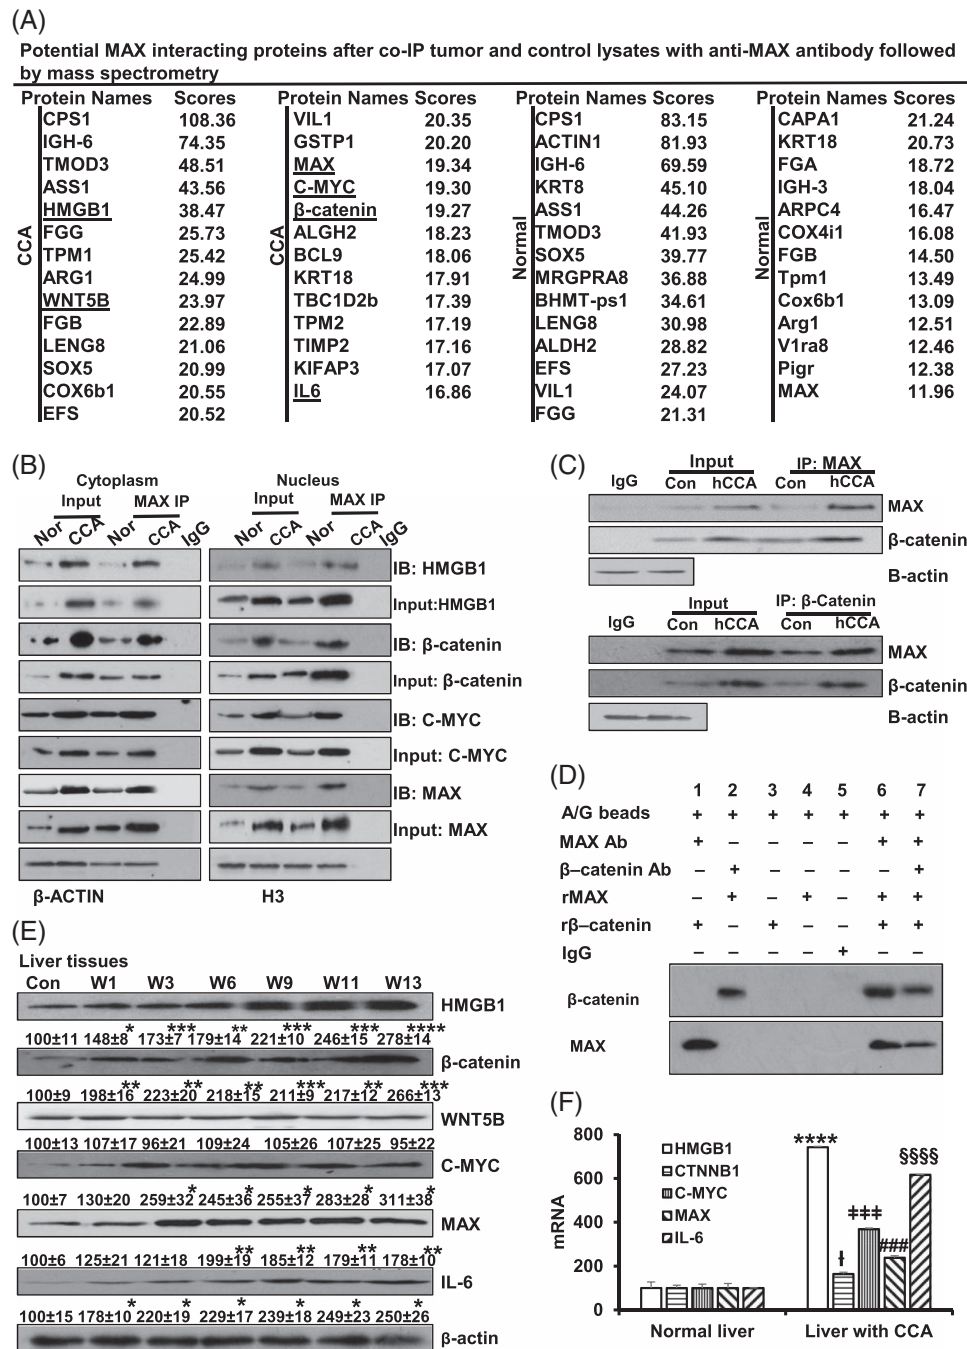 (A)
Potential MAX interacting proteins after co-IP tumor and control lysates with anti-MAX antibody followed
by mass spectrometry
Protein Names Scores Protein Names Scores Protein Names Scores Protein Names Scores
CPS1 108.36 VIL1 20.35 CPS1 83.15 CAPA1 21.24
IGH-6 74.35 GSTP1 20.20 ACTIN1 81.93 KRT18 20.73
TMOD3 48.51 MAX 19.34 IGH-6 69.59 FGA 18.72
ASS1 43.56 C-MYC 19.30 KRT8 45.10 IGH-3 18.04
HMGB1 38.47 β-catenin 19.27 ASS1 44.26 ARPC4 16.47
FGG 25.73 ALGH2 18.23 TMOD3 41.93 COX4i1 16.08
TPM1 25.42 BCL9 18.06 SOX5 39.77 FGB 14.50
ARG1 24.99 KRT18 17.91 MRGPRA8 36.88 Tpm1 13.49
WNT5B 23.97 TBC1D2b 17.39 BHMT-ps1 34.61 Cox6b1 13.09
FGB 22.89 TPM2 17.19 LENG8 30.98 Arg1 12.51
LENG8 21.06 TIMP2 17.16 ALDH2 28.82 V1ra8 12.46
SOX5 20.99 KIFAP3 17.07 EFS 27.23 Pigr 12.38
COX6b1 20.55 IL6 16.86 VIL1 24.07 MAX 11.96
EFS 20.52 FGG 21.31
CCA CCA Normal Normal
(B)
Cytoplasm Nucleus
Input MAX IP Input MAX IP
Nor CCA Nor CCA IgG Nor CCA Nor CCA IgG
IB: HMGB1
Input:HMGB1
IB: β-catenin
Input: β-catenin
IB: C-MYC
Input: C-MYC
IB: MAX
Input: MAX
β-ACTIN H3
(C)
Input IP: MAX
IgG Con hCCA Con hCCA
MAX
β-catenin
B-actin
Input IP: β-Catenin
IgG Con hCCA Con hCCA
MAX
β-catenin
B-actin
(D)
1 2 3 4 5 6 7
A/G beads + + + + + + +
MAX Ab + – – – – + +
β–catenin Ab – + – – – – +
rMAX – + – + – + +
rβ–catenin + – + – – + +
IgG – – – – + – –
β-catenin
MAX
(E)
Liver tissues
Con W1 W3 W6 W9 W11 W13
HMGB1
100±11 148±8* 173±7*** 179±14** 221±10*** 246±15*** 278±14****
β-catenin
100±9 198±16** 223±20** 218±15** 211±9*** 217±12** 266±13***
WNT5B
100±13 107±17 96±21 109±24 105±26 107±25 95±22
C-MYC
100±7 130±20 259±32* 245±36* 255±37* 283±28* 311±38*
MAX
100±6 125±21 121±18 199±19** 185±12** 179±11** 178±10**
IL-6
100±15 178±10* 220±19* 229±17* 239±18* 249±23* 250±26*
β-actin
(F)
mRNA
800
600
400
200
0
HMGB1
CTNNB1
C-MYC
MAX
IL-6
****
ƚ
ǂǂǂ
###
§§§§
Normal liver Liver with CCA